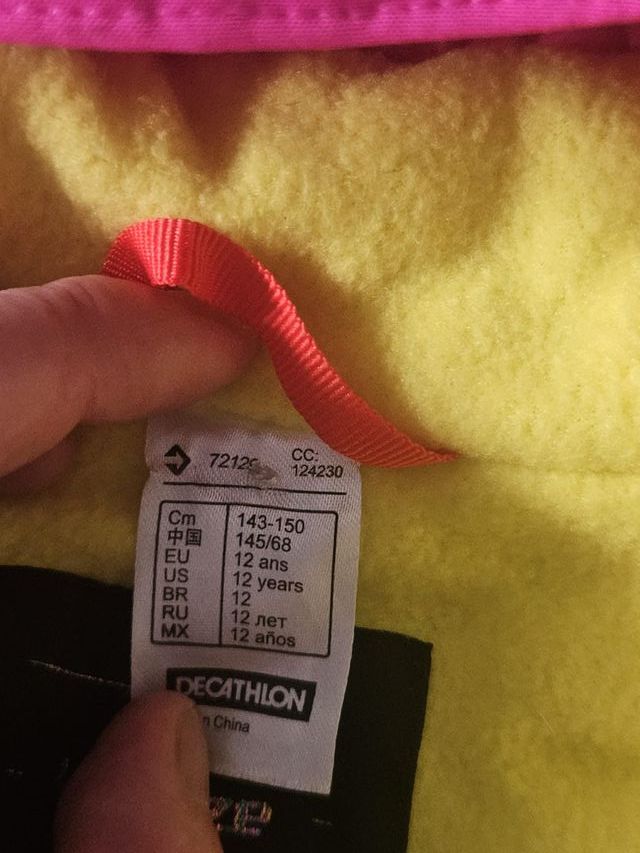 CC:
124230
Cm 143-150
中国 145/68
EU 12 ans
US 12 years
BR 12
RU 12 лет
MX 12 años
DECATHLON
China